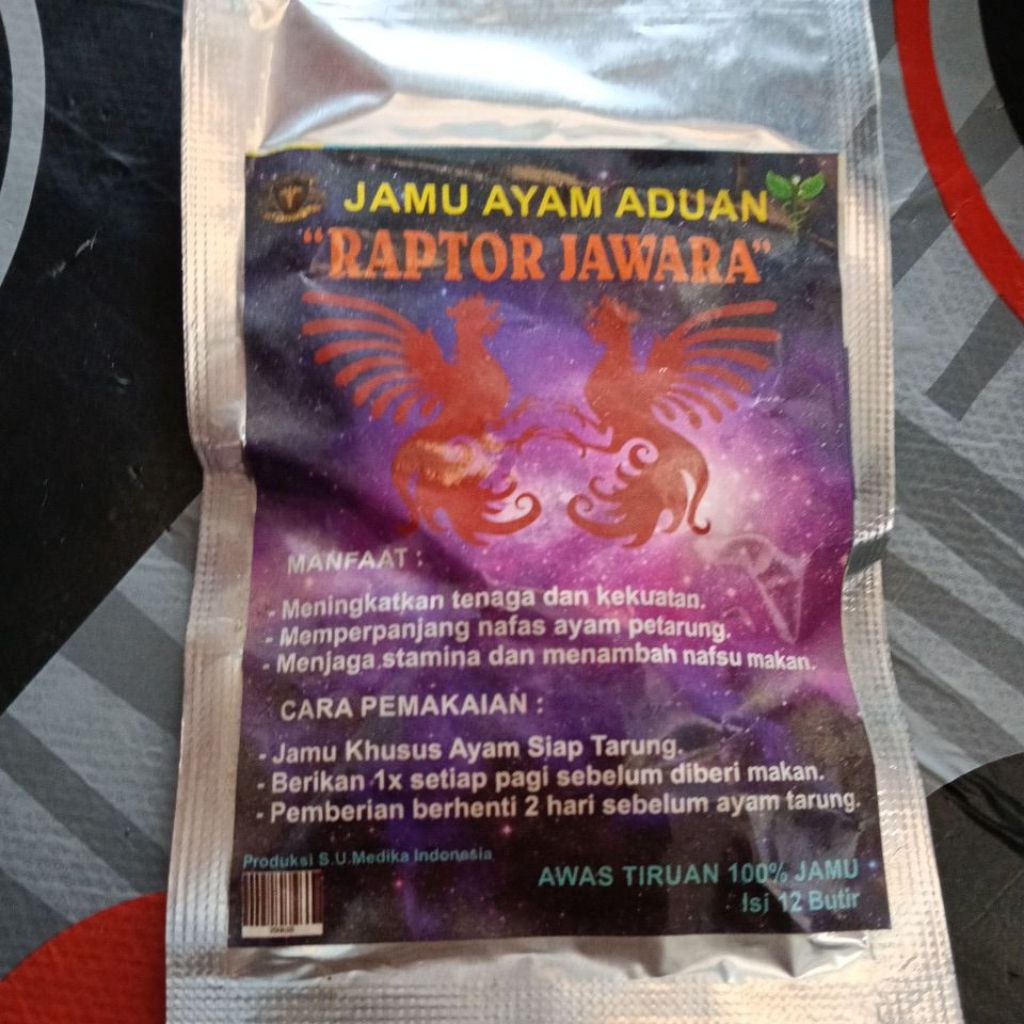 JAMU AYAM ADUAN
"RAPTOR JAWARA"
MANFAAT :
- Meningkatkan tenaga dan kekuatan.
- Memperpanjang nafas ayam petarung.
- Menjaga stamina dan menambah nafsu makan.
CARA PEMAKAIAN :
- Jamu Khusus Ayam Siap Tarung.
- Berikan 1x setiap pagi sebelum diberi makan.
- Pemberian berhenti 2 hari sebelum ayam tarung.
Produksi S.U.Medika Indonesia
AWAS TIRUAN 100% JAMU
Isi 12 Butir